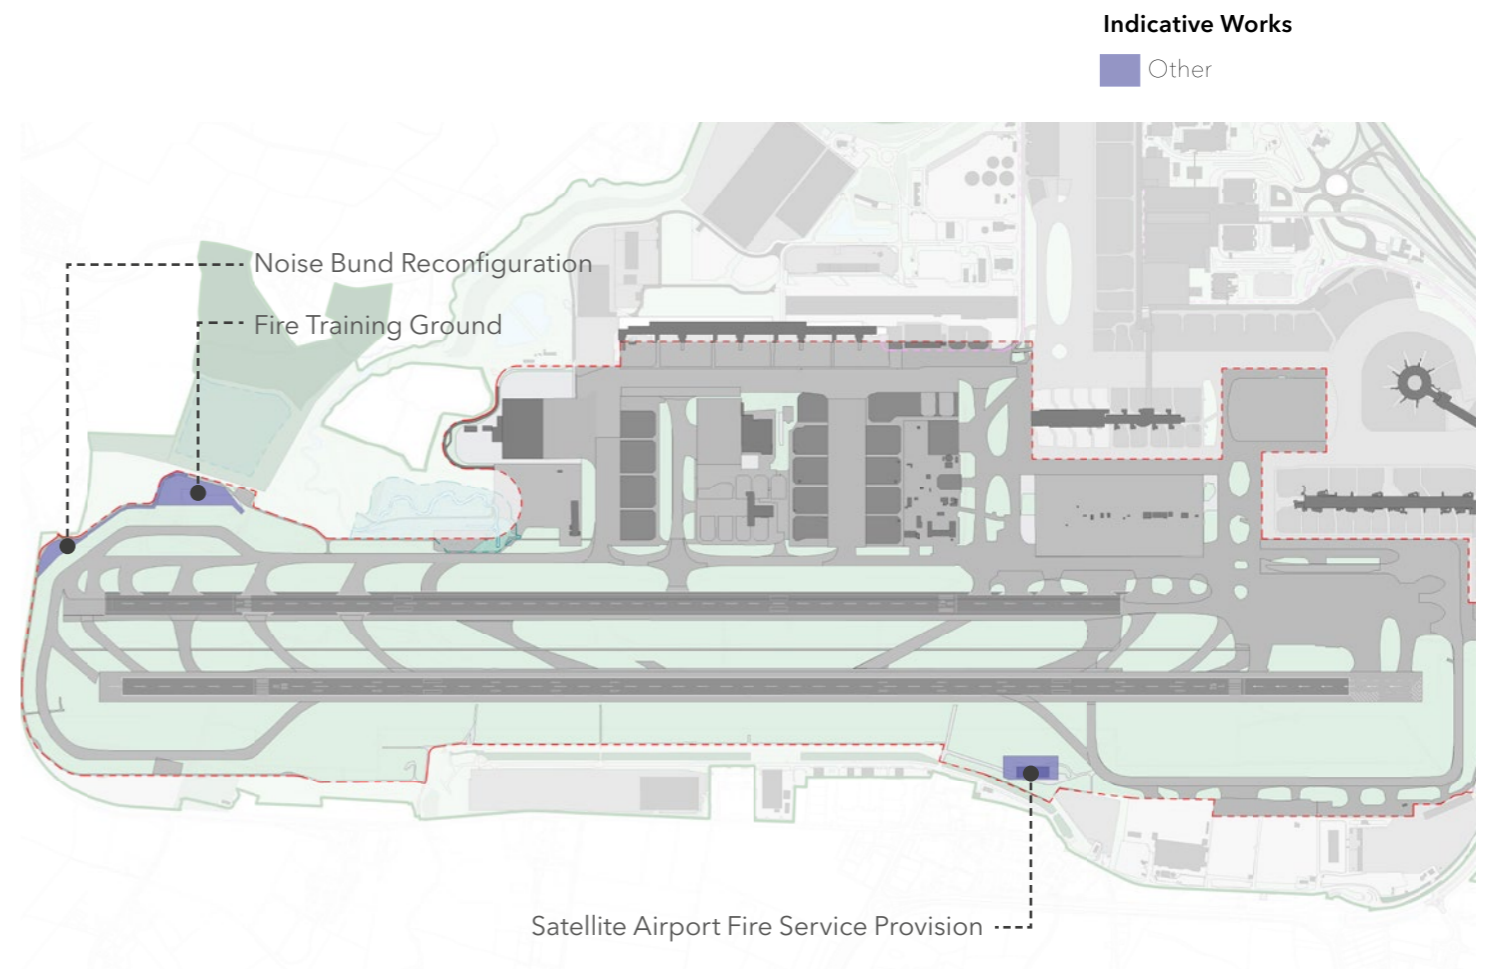 Indicative Works
Other
Noise Bund Reconfiguration
Fire Training Ground
Satellite Airport Fire Service Provision